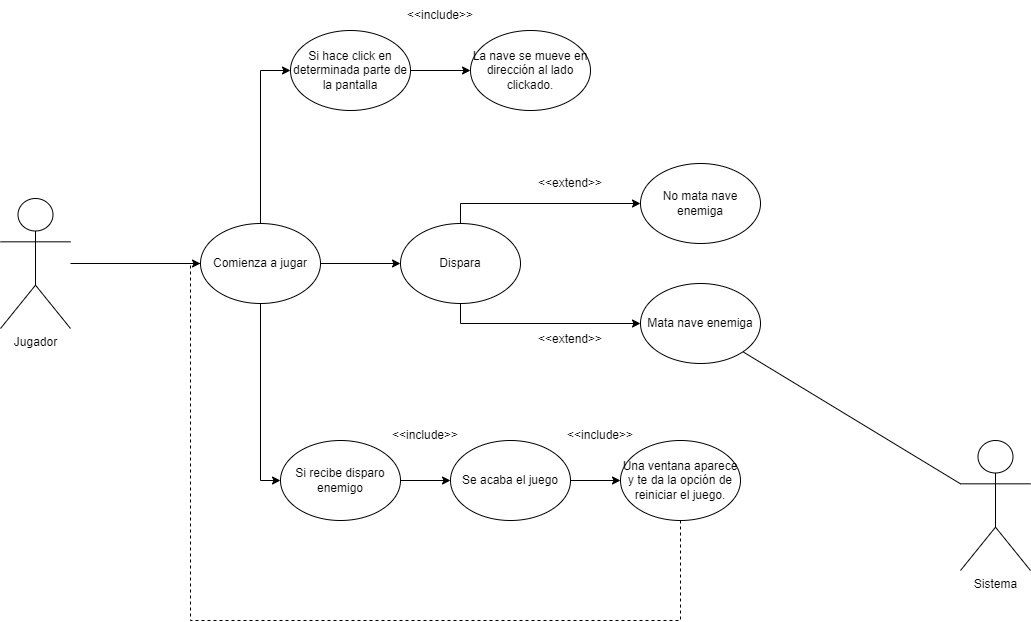 <<include>>
Si hace click en
determinada parte de
la pantalla
La nave se mueve en
dirección al lado
clickado.
<<extend>>
No mata nave
enemiga
Comienza a jugar
Dispara
Mata nave enemiga
<<extend>>
Jugador
<<include>>
<<include>>
Si recibe disparo
enemigo
Se acaba el juego
Una ventana aparece
y te da la opción de
reiniciar el juego.
Sistema